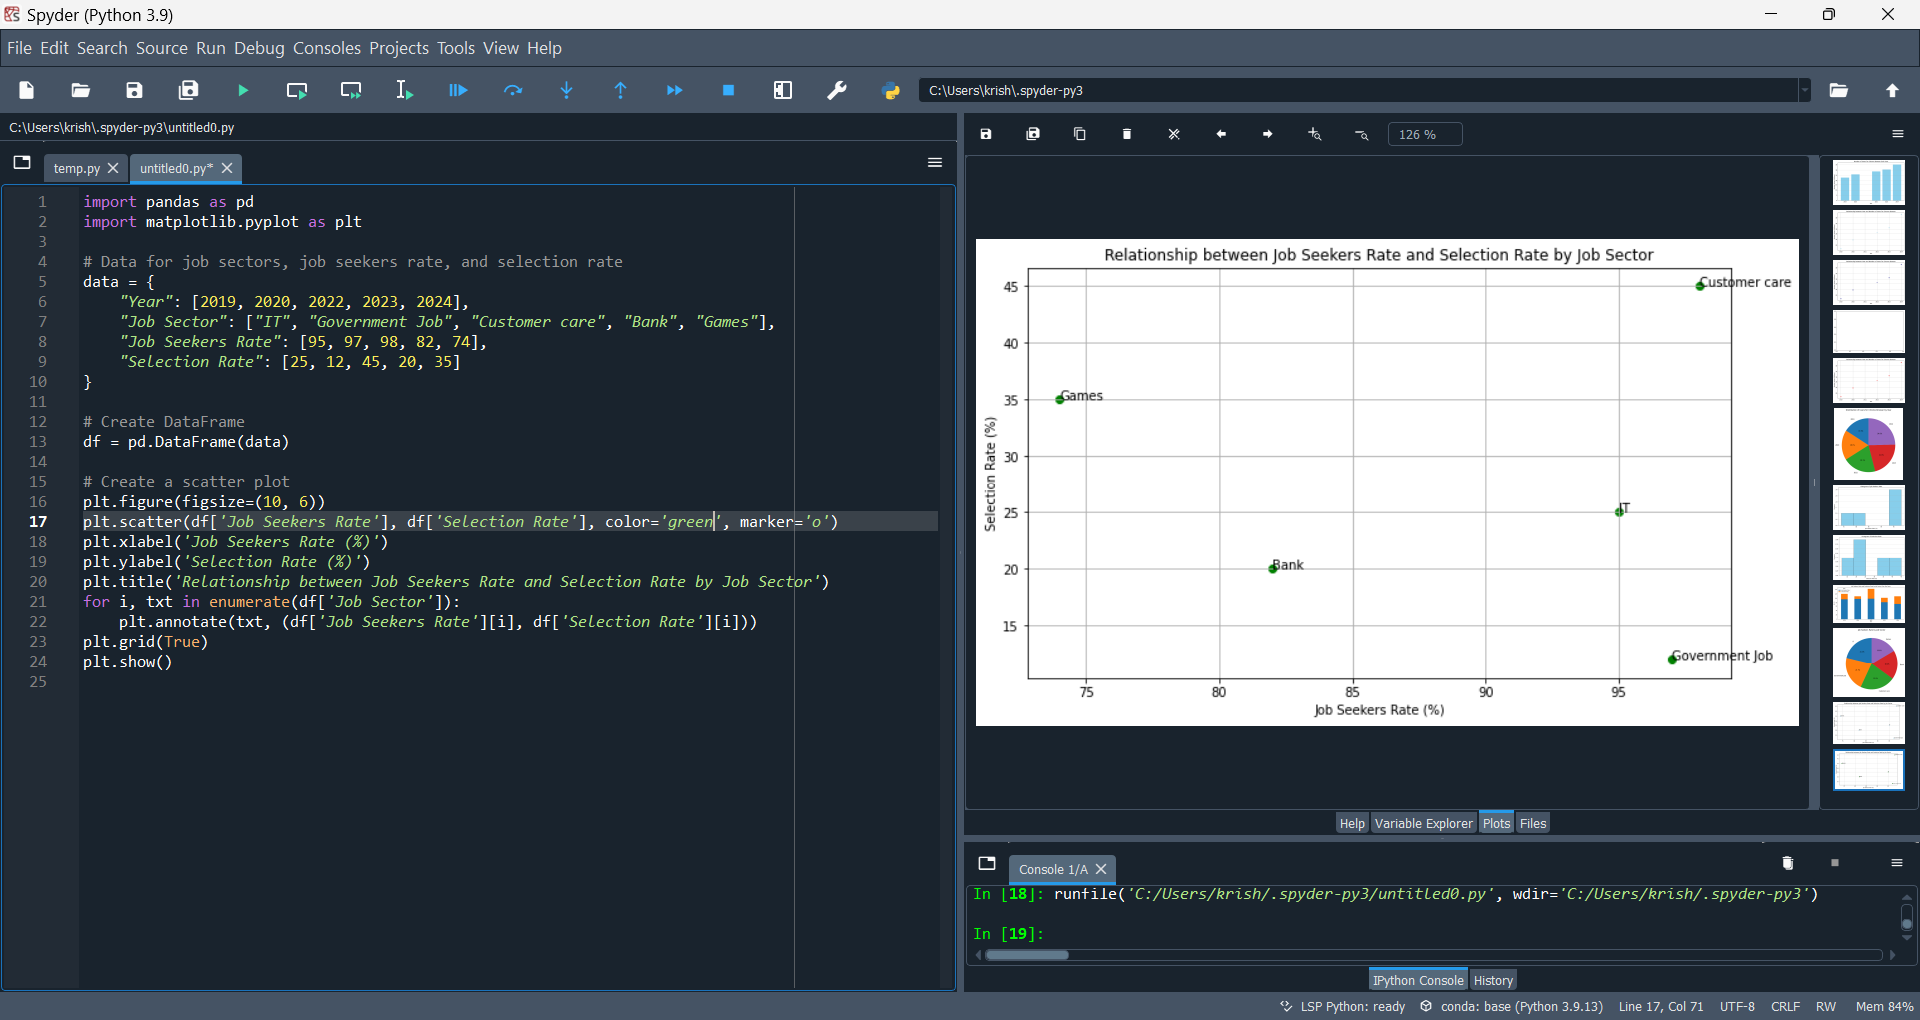 Spyder (Python 3.9)
File Edit Search Source Run Debug Consoles Projects Tools View Help
C:\Users\krish\.spyder-py3
C:\Users\krish\.spyder-py3\untitled0.py
temp.py
untitled0.py*
1 import pandas as pd
2 import matplotlib.pyplot as plt
3
4 # Data for job sectors, job seekers rate, and selection rate
5 data = {
6     "Year": [2019, 2020, 2022, 2023, 2024],
7     "Job Sector": ["IT", "Government Job", "Customer care", "Bank", "Games"],
8     "Job Seekers Rate": [95, 97, 98, 82, 74],
9     "Selection Rate": [25, 12, 45, 20, 35]
10 }
11
12 # Create DataFrame
13 df = pd.DataFrame(data)
14
15 # Create a scatter plot
16 plt.figure(figsize=(10, 6))
17 plt.scatter(df['Job Seekers Rate'], df['Selection Rate'], color='green', marker='o')
18 plt.xlabel('Job Seekers Rate (%)')
19 plt.ylabel('Selection Rate (%)')
20 plt.title('Relationship between Job Seekers Rate and Selection Rate by Job Sector')
21 for i, txt in enumerate(df['Job Sector']):
22     plt.annotate(txt, (df['Job Seekers Rate'][i], df['Selection Rate'][i]))
23 plt.grid(True)
24 plt.show()
25
126 %
Relationship between Job Seekers Rate and Selection Rate by Job Sector
Customer care
45
40
Games
35
30
IT
25
Bank
20
15
Government Job
Selection Rate (%)
75 80 85 90 95
Job Seekers Rate (%)
Help Variable Explorer Plots Files
Console 1/A
In [18]: runfile('C:/Users/krish/.spyder-py3/untitled0.py', wdir='C:/Users/krish/.spyder-py3')
In [19]:
IPython Console History
LSP Python: ready conda: base (Python 3.9.13) Line 17, Col 71 UTF-8 CRLF RW Mem 84%